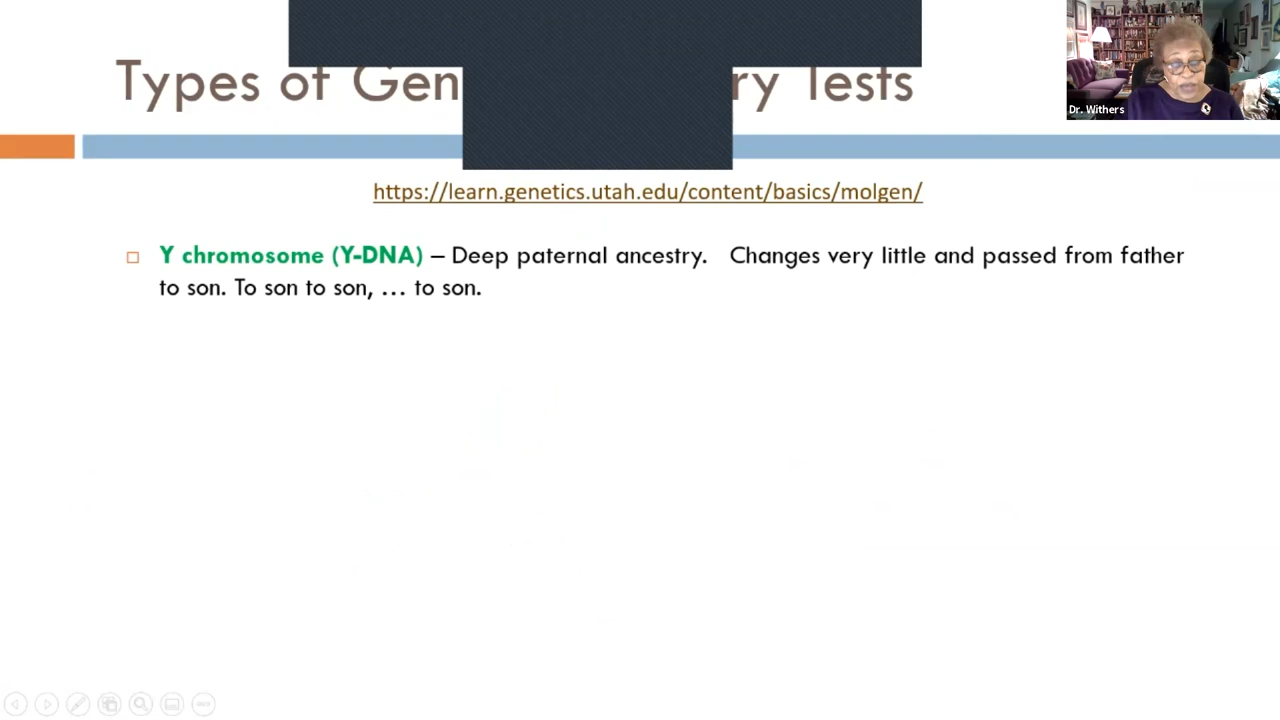 Types of Gen
ry Tests
Dr. Withers
https://learn.genetics.utah.edu/content/basics/molgen/
Y chromosome (Y-DNA) – Deep paternal ancestry. Changes very little and passed from father
to son. To son to son, … to son.